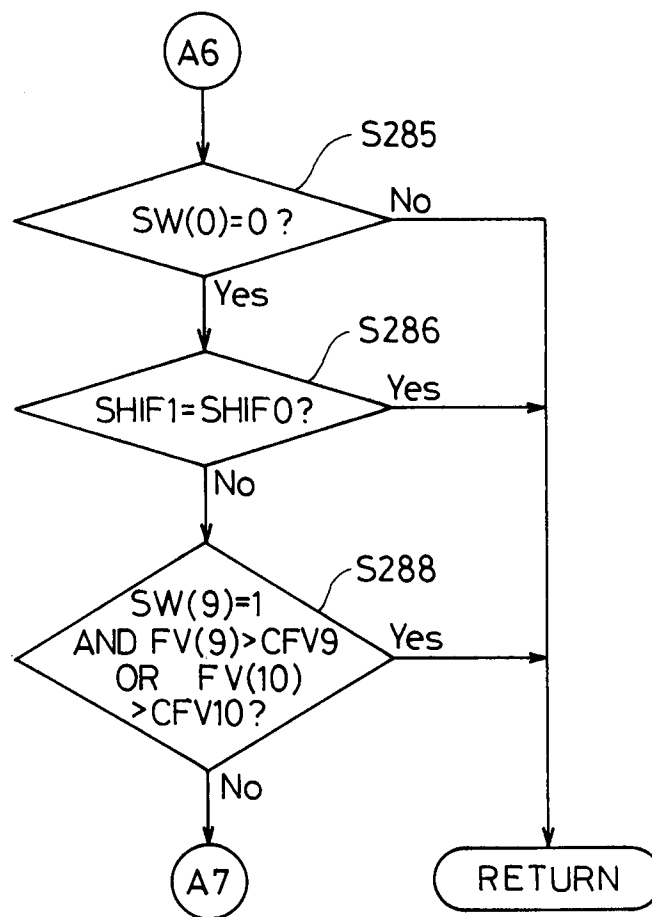 A6
S285
SW(0)=0?
No
Yes
S286
SHIF1=SHIF0?
Yes
No
S288
SW(9)=1
AND FV(9)>CFV9
OR FV(10)
>CFV10?
Yes
No
A7
RETURN